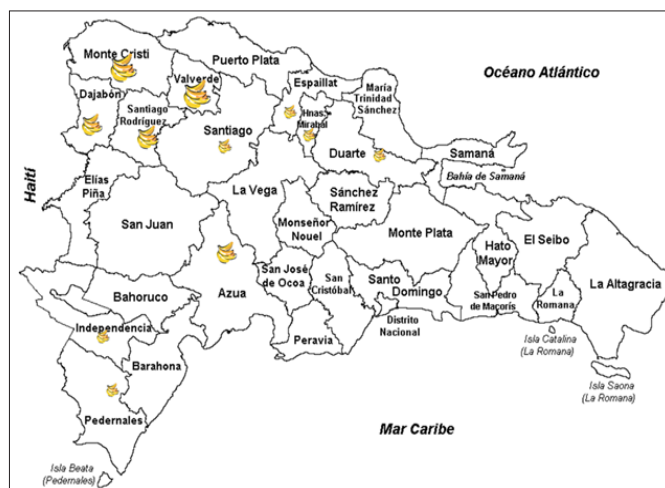 Monte Cristi
Puerto Plata
Océano Atlántico
Valverde
Espaillat
María
Trinidad
Sánchez
Dajabón
Santiago
Rodríguez
Hnas.
Mirabal
Santiago
Duarte
Samaná
Bahía de Samaná
Haití
Elías
Piña
La Vega
Sánchez
Ramírez
San Juan
Monseñor
Nouel
Monte Plata
Hato
Mayor
El Seibo
La Altagracia
Azua
San José
de Ocoa
San
Cristóbal
Santo
Domingo
San Pedro
de Macorís
La
Romana
Bahoruco
Independencia
Peravia
Distrito
Nacional
Isla Catalina
(La Romana)
Barahona
Isla Saona
(La Romana)
Pedernales
Mar Caribe
Isla Beata
(Pedernales)